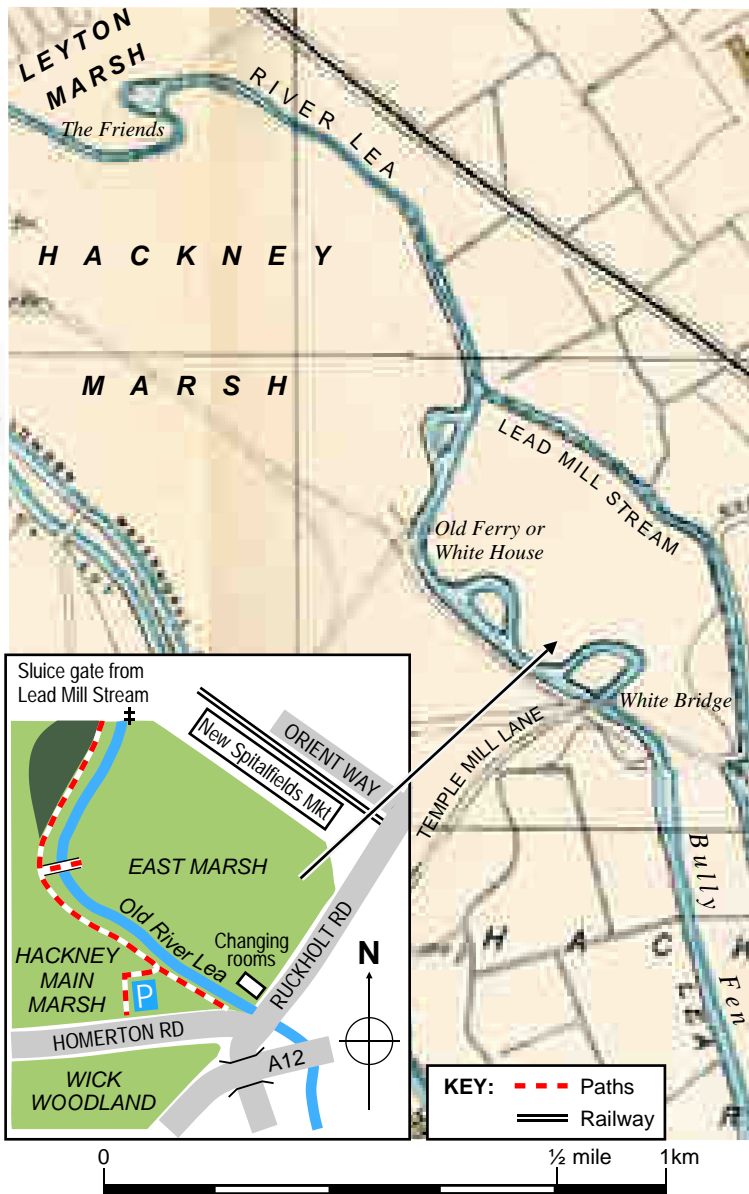 LEYTON
MARSH
The Friends
RIVER LEA
HACKNEY
MARSH
LEAD MILL STREAM
Old Ferry or
White House
White Bridge
TEMPLE MILL LANE
Bully
Fen
H A C H
L E A
R
Sluice gate from
Lead Mill Stream
New Spitalfields Mkt
ORIENT WAY
EAST MARSH
Old River Lea
Changing
rooms
RUCKHOLT RD
HACKNEY
MAIN
MARSH
P
HOMERTON RD
A12
WICK
WOODLAND
N
KEY:
Paths
Railway
0
½ mile
1km